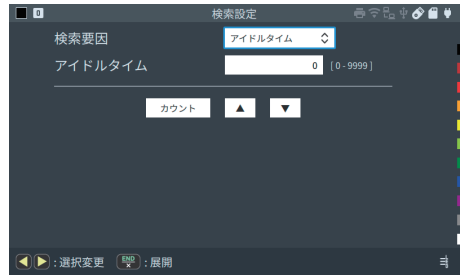 0 検索設定
検索要因 アイドルタイム
アイドルタイム 0 [0-9999]
カウント ▲ ▼
◀ ▶ : 選択変更 END × : 展開